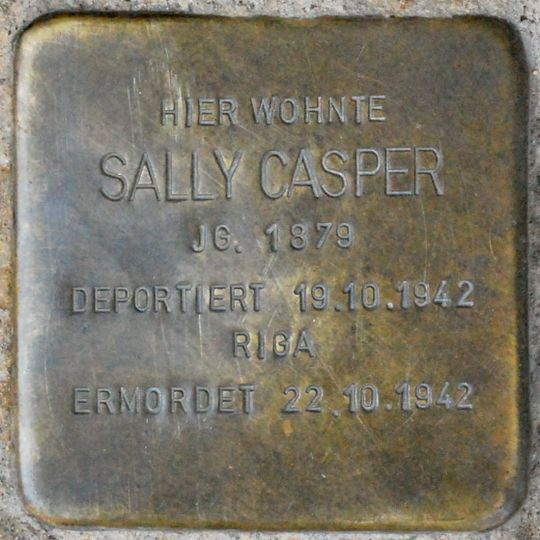 HIER WOHNTE
SALLY CASPER
JG. 1879
DEPORTIERT 19.10.1942
RIGA
ERMORDET 22.10.1942